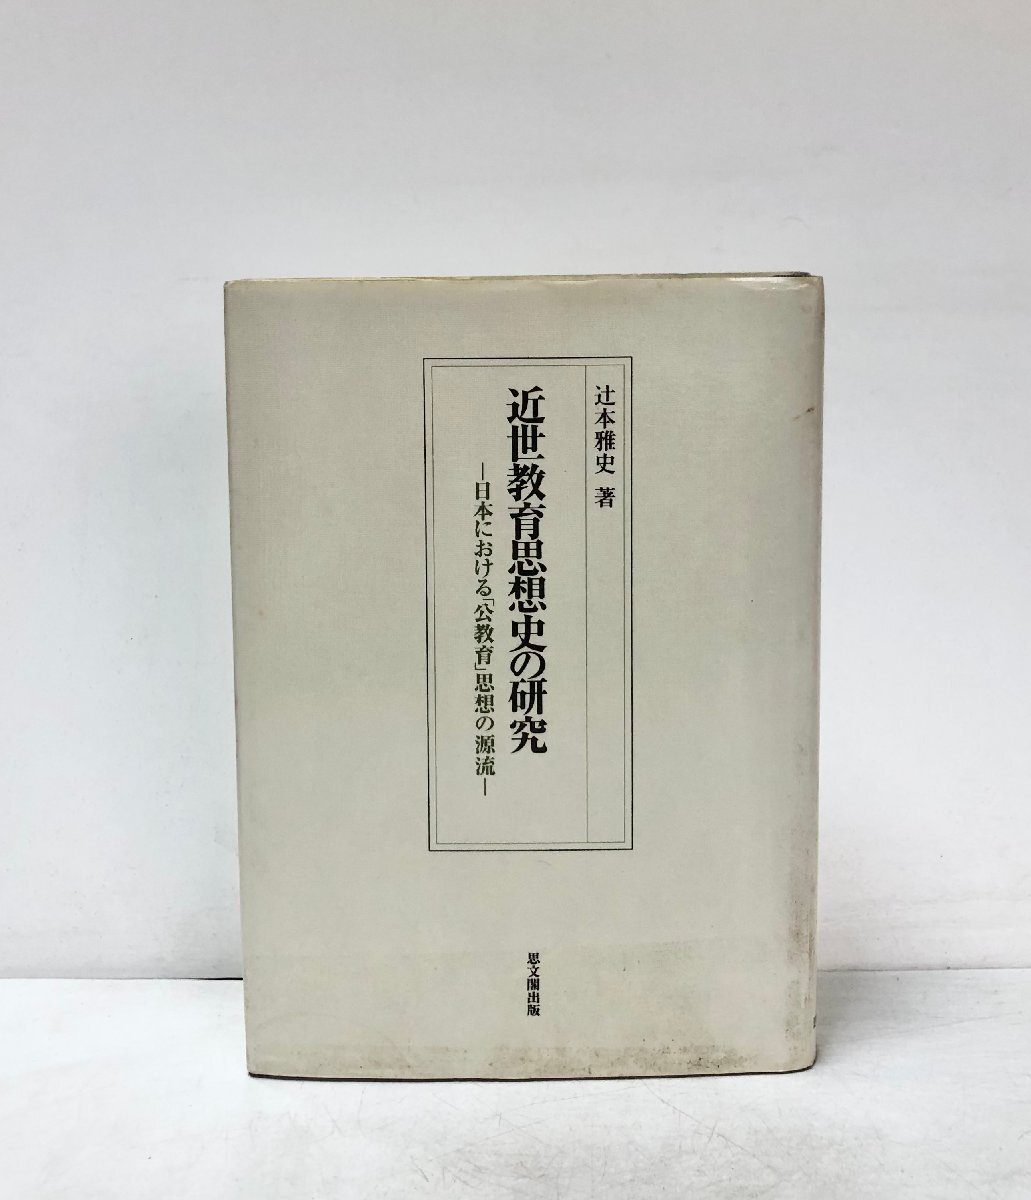 辻本雅史 著
近世教育思想史の研究
―日本における「公教育」思想の源流―
思文閣出版